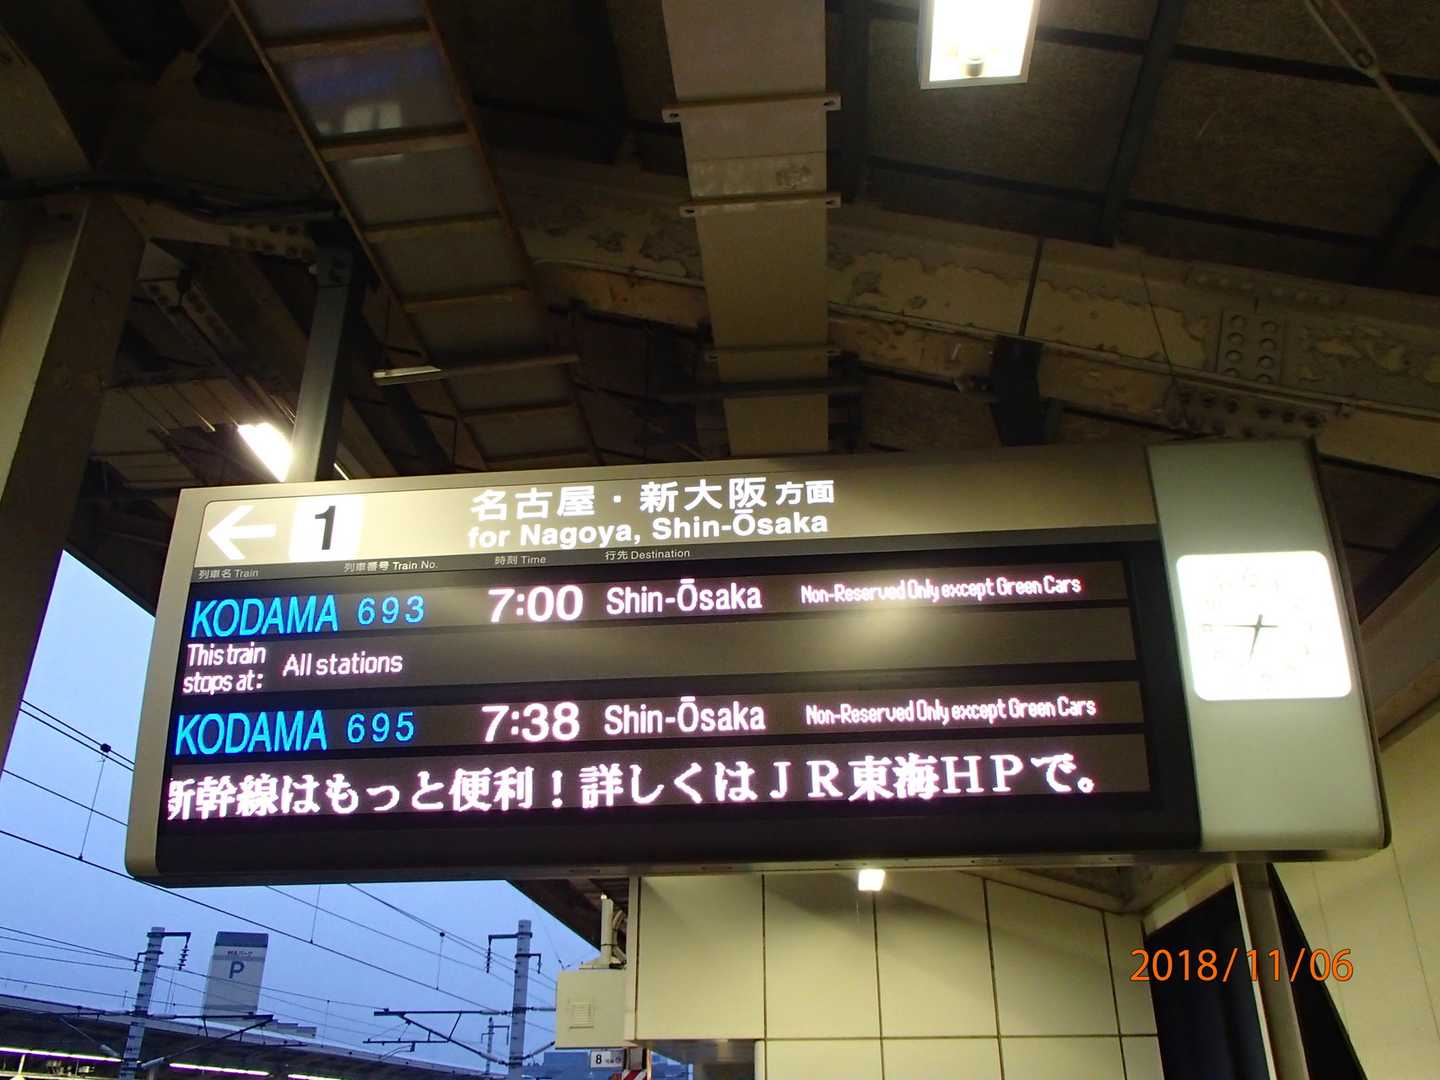 1 名古屋・新大阪方面
for Nagoya, Shin-Ōsaka
列車名 Train 列車番号 Train No. 時刻 Time 行先 Destination
KODAMA 693 7:00 Shin-Ōsaka Non-Reserved Only except Green Cars
This train stops at: All stations
KODAMA 695 7:38 Shin-Ōsaka Non-Reserved Only except Green Cars
新幹線はもっと便利！詳しくはＪＲ東海ＨＰで。
P
8
2018/11/06